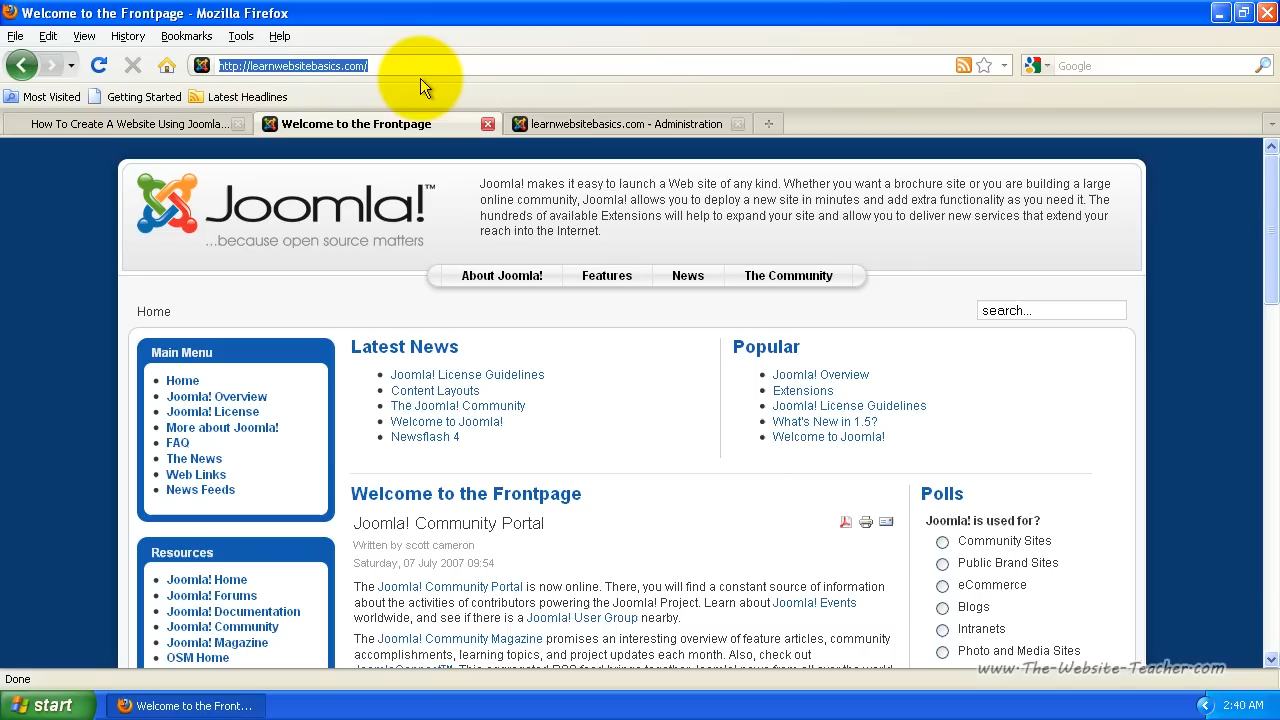 Welcome to the Frontpage - Mozilla Firefox
File Edit View History Bookmarks Tools Help
http://learnwebsitebasics.com/
Google
Most Visited Getting Started Latest Headlines
How To Create A Website Using Joomla...
Welcome to the Frontpage
learnwebsitebasics.com - Administration
Joomla!™
...because open source matters
Joomla! makes it easy to launch a Web site of any kind. Whether you want a brochure site or you are building a large
online community, Joomla! allows you to deploy a new site in minutes and add extra functionality as you need it. The
hundreds of available Extensions will help to expand your site and allow you to deliver new services that extend your
reach into the Internet.
About Joomla! Features News The Community
Home
search...
Main Menu
Home
Joomla! Overview
Joomla! License
More about Joomla!
FAQ
The News
Web Links
News Feeds
Resources
Joomla! Home
Joomla! Forums
Joomla! Documentation
Joomla! Community
Joomla! Magazine
OSM Home
Latest News
Joomla! License Guidelines
Content Layouts
The Joomla! Community
Welcome to Joomla!
Newsflash 4
Popular
Joomla! Overview
Extensions
Joomla! License Guidelines
What's New in 1.5?
Welcome to Joomla!
Welcome to the Frontpage
Joomla! Community Portal
Written by scott cameron
Saturday, 07 July 2007 09:54
The Joomla! Community Portal is now online. There, you will find a constant source of information
about the activities of contributors powering the Joomla! Project. Learn about Joomla! Events
worldwide, and see if there is a Joomla! User Group nearby.
The Joomla! Community Magazine promises an interesting overview of feature articles, community
accomplishments, learning topics, and project updates each month. Also, check out
Polls
Joomla! is used for?
Community Sites
Public Brand Sites
eCommerce
Blogs
Intranets
Photo and Media Sites
www.The-Website-Teacher.com
Done
start
Welcome to the Front...
2:40 AM